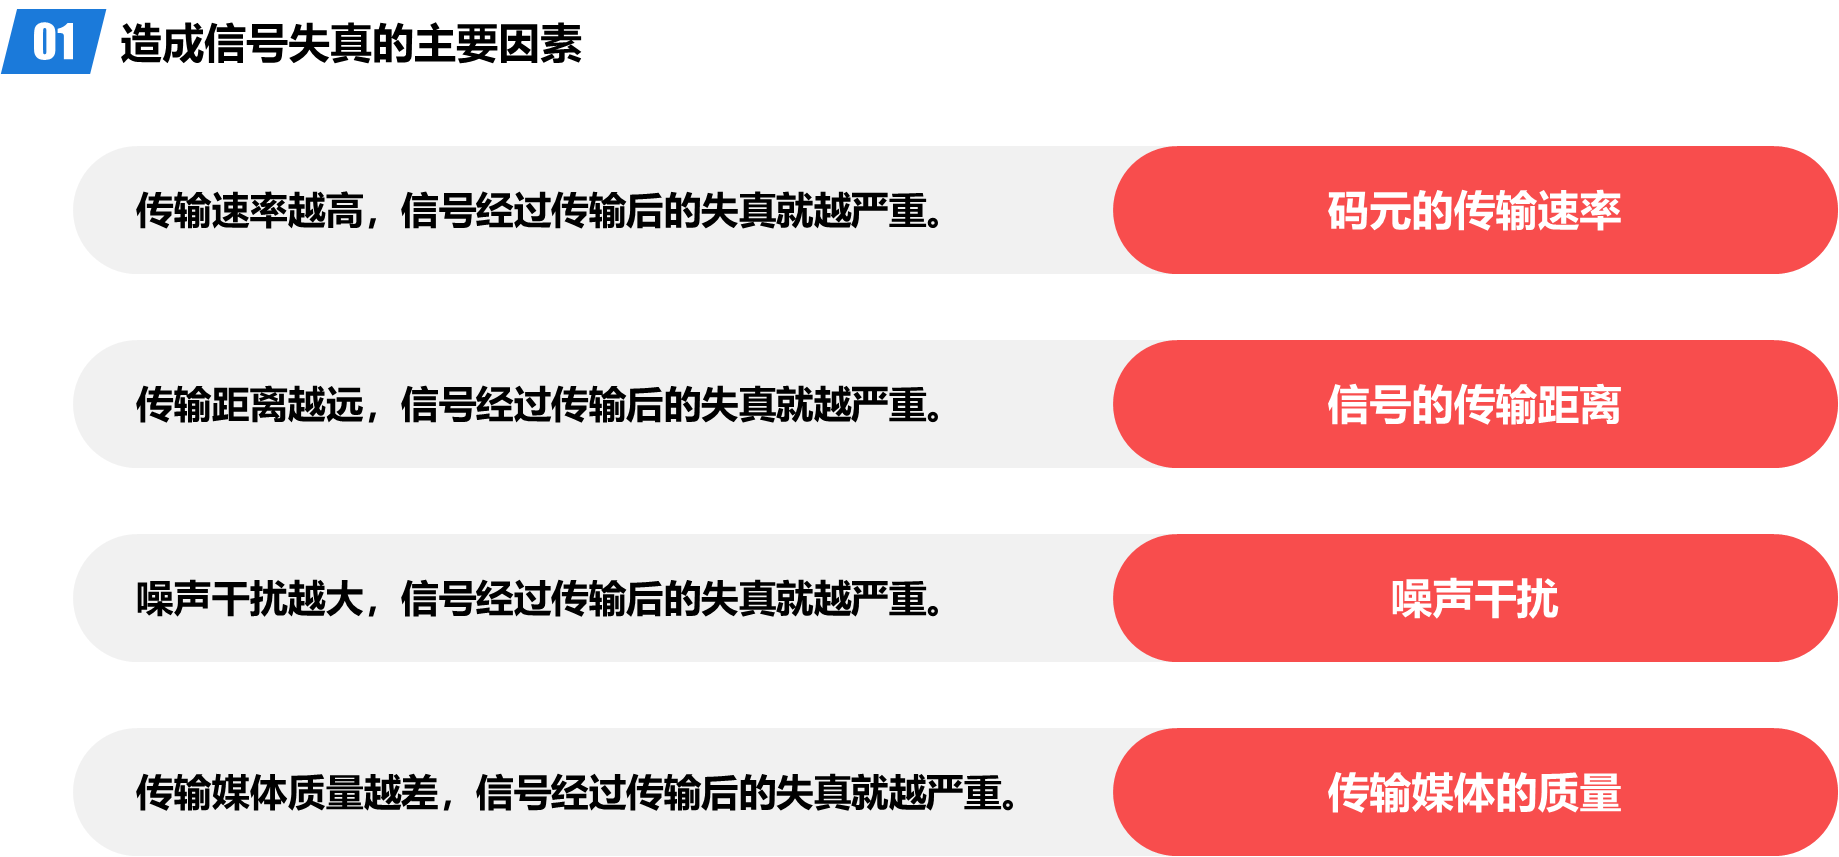 01 造成信号失真的主要因素
传输速率越高，信号经过传输后的失真就越严重。 码元的传输速率
传输距离越远，信号经过传输后的失真就越严重。 信号的传输距离
噪声干扰越大，信号经过传输后的失真就越严重。 噪声干扰
传输媒体质量越差，信号经过传输后的失真就越严重。 传输媒体的质量